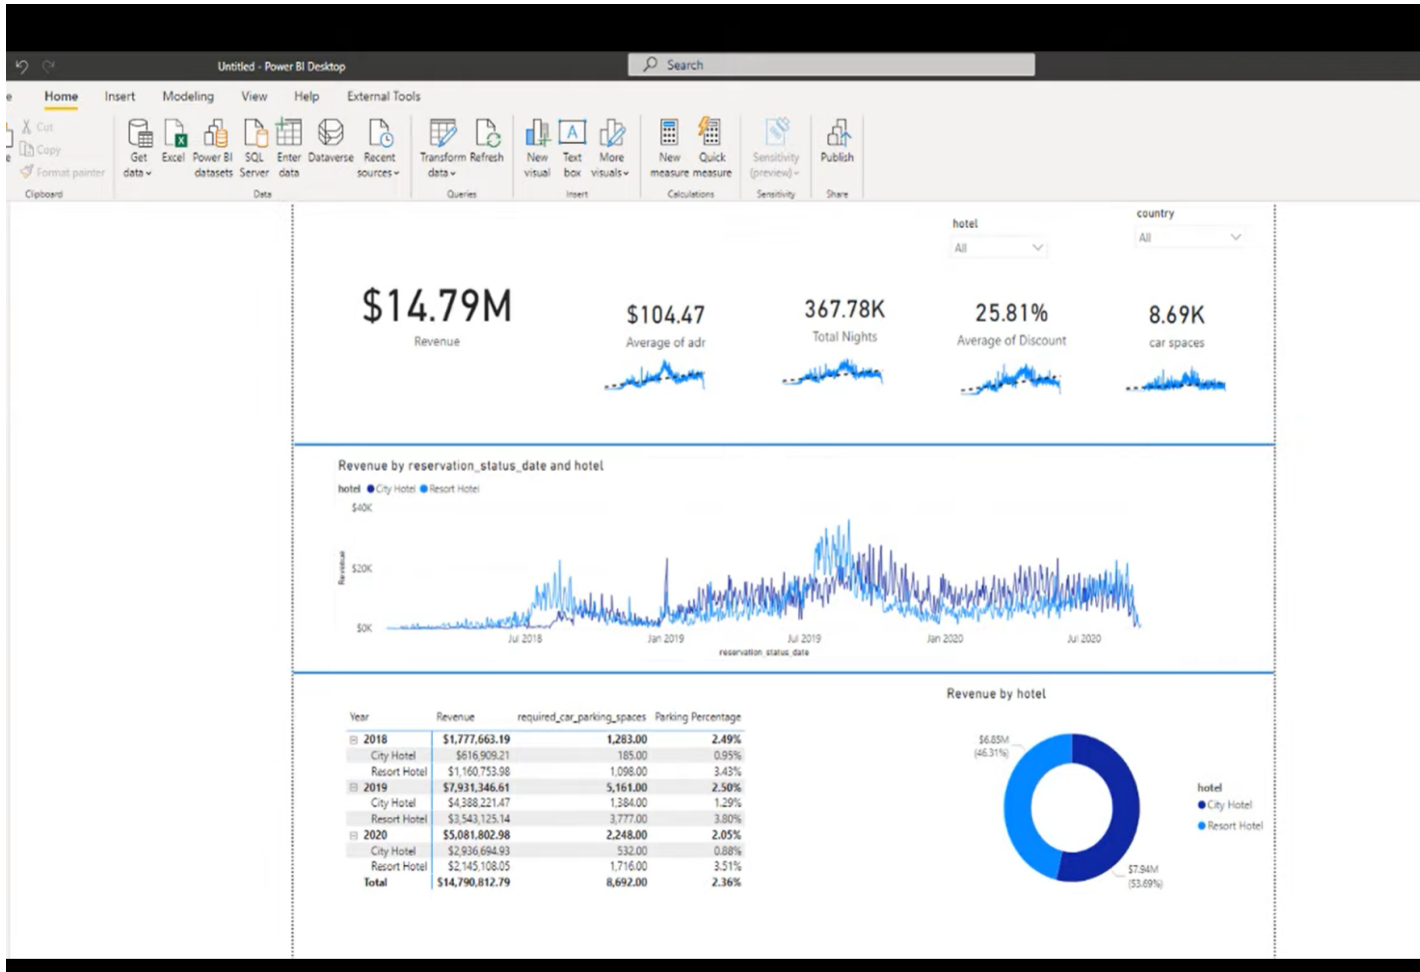 Untitled - Power BI Desktop
Search
e
Home
Insert
Modeling
View
Help
External Tools
Cut
Copy
Format painter
e
Clipboard
Get data
Excel
Power BI datasets
SQL Server
Enter data
Dataverse
Recent sources
Data
Transform data
Refresh
Queries
New visual
Text box
More visuals
Insert
New measure
Quick measure
Calculations
Sensitivity (preview)
Sensitivity
Publish
Share
hotel
All
country
All
$14.79M
Revenue
$104.47
Average of adr
367.78K
Total Nights
25.81%
Average of Discount
8.69K
car spaces
Revenue by reservation_status_date and hotel
hotel City Hotel Resort Hotel
$40K
$20K
$0K
Revenue
Jul 2018
Jan 2019
Jul 2019
Jan 2020
Jul 2020
reservation_status_date
Year Revenue required_car_parking_spaces Parking Percentage
2018 $1,777,663.19 1,283.00 2.49%
City Hotel $616,909.21 185.00 0.95%
Resort Hotel $1,160,753.98 1,098.00 3.43%
2019 $7,931,346.61 5,161.00 2.50%
City Hotel $4,388,221.47 1,384.00 1.29%
Resort Hotel $3,543,125.14 3,777.00 3.80%
2020 $5,081,802.98 2,248.00 2.05%
City Hotel $2,936,694.93 532.00 0.88%
Resort Hotel $2,145,108.05 1,716.00 3.51%
Total $14,790,812.79 8,692.00 2.36%
Revenue by hotel
$6.85M
(46.31%)
$7.94M
(53.69%)
hotel
City Hotel
Resort Hotel